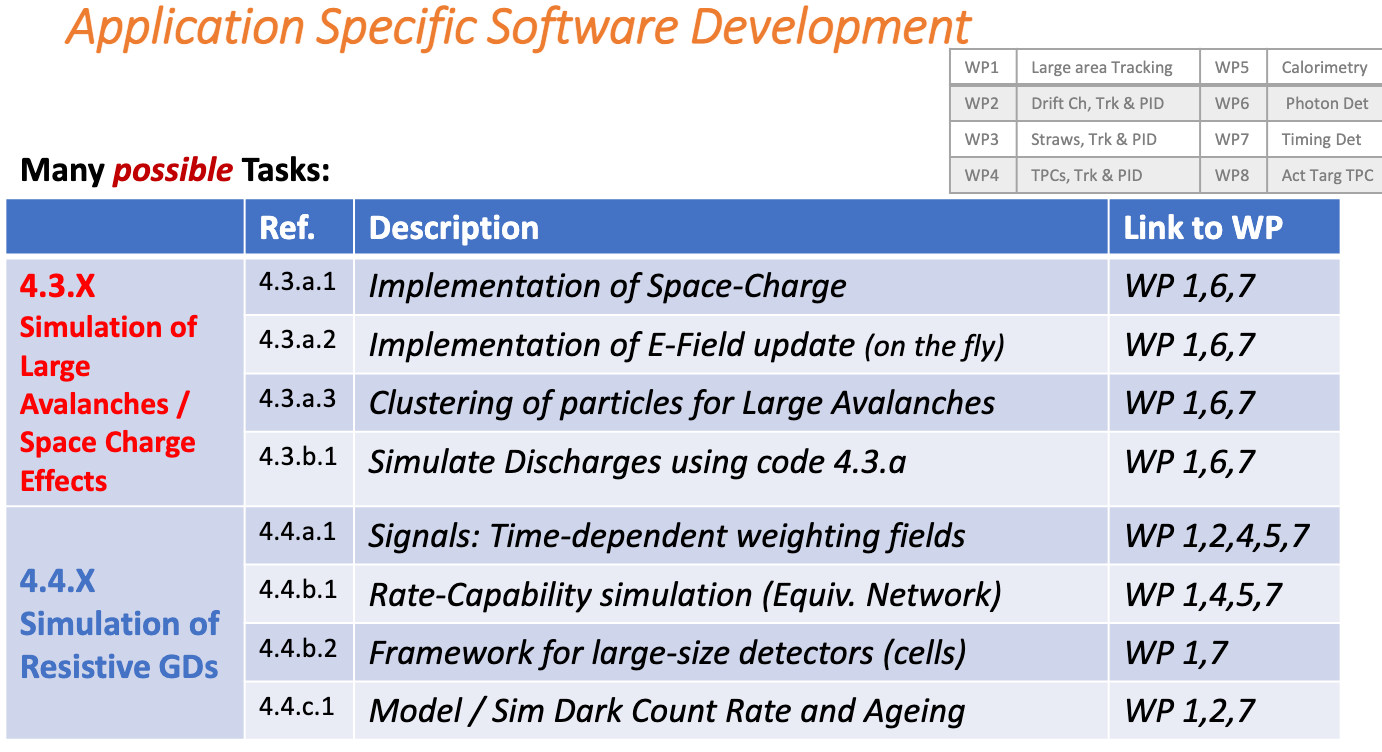 Application Specific Software Development
WP1 Large area Tracking WP5 Calorimetry
WP2 Drift Ch, Trk & PID WP6 Photon Det
WP3 Straws, Trk & PID WP7 Timing Det
WP4 TPCs, Trk & PID WP8 Act Targ TPC
Many possible Tasks:
Ref. Description Link to WP
4.3.X
Simulation of
Large
Avalanches /
Space Charge
Effects
4.3.a.1 Implementation of Space-Charge WP 1,6,7
4.3.a.2 Implementation of E-Field update (on the fly) WP 1,6,7
4.3.a.3 Clustering of particles for Large Avalanches WP 1,6,7
4.3.b.1 Simulate Discharges using code 4.3.a WP 1,6,7
4.4.X
Simulation of
Resistive GDs
4.4.a.1 Signals: Time-dependent weighting fields WP 1,2,4,5,7
4.4.b.1 Rate-Capability simulation (Equiv. Network) WP 1,4,5,7
4.4.b.2 Framework for large-size detectors (cells) WP 1,7
4.4.c.1 Model / Sim Dark Count Rate and Ageing WP 1,2,7